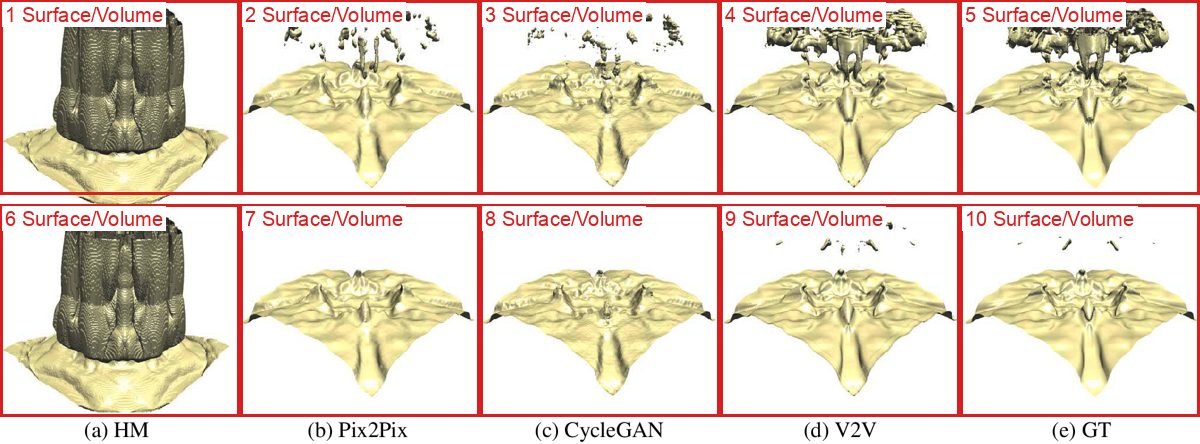 1 Surface/Volume
2 Surface/Volume
3 Surface/Volume
4 Surface/Volume
5 Surface/Volume
6 Surface/Volume
7 Surface/Volume
8 Surface/Volume
9 Surface/Volume
10 Surface/Volume
(a) HM
(b) Pix2Pix
(c) CycleGAN
(d) V2V
(e) GT